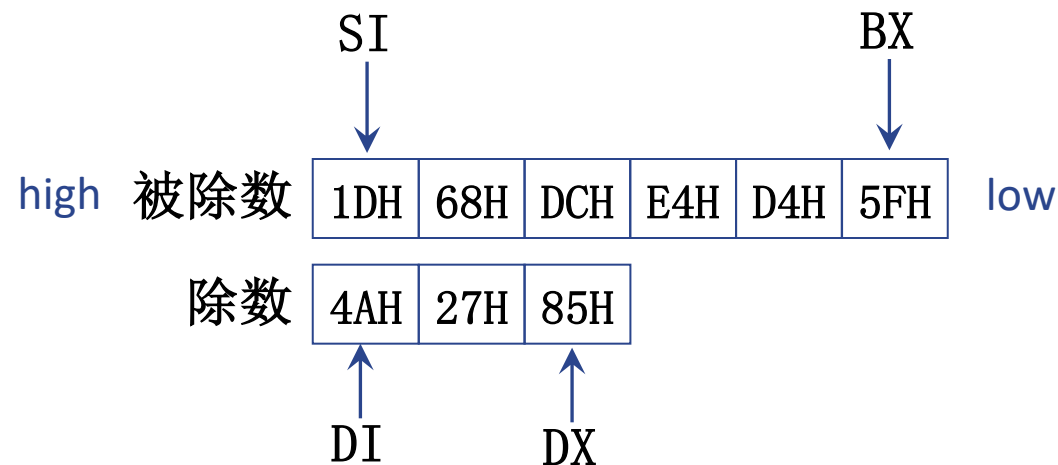 SI BX
high 被除数 1DH 68H DCH E4H D4H 5FH low
除数 4AH 27H 85H
DI DX